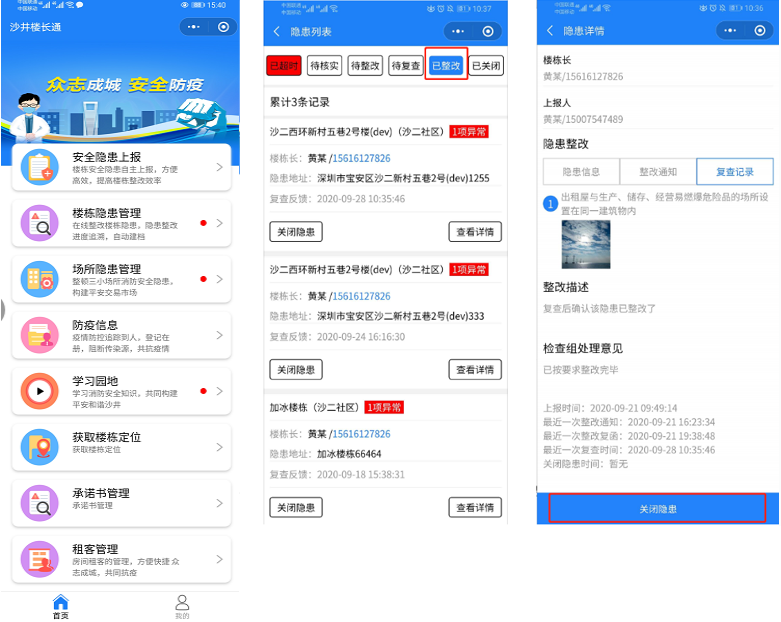 中国联通
中国移动
15:40
沙井楼长通
众志成城 安全防疫
安全隐患上报
楼栋安全隐患自主上报，方便
高效，提高楼栋整改效率
楼栋隐患管理
在线整改楼栋隐患，隐患整改
进度追溯，自动建档
场所隐患管理
整顿三小场所消防安全隐患，
构建平安交易市场
防疫信息
疫情防控追踪到人，登记在
册，阻断传染源，共抗疫情
学习园地
学习消防安全知识，共同构建
平安和谐沙井
获取楼栋定位
获取楼栋定位
承诺书管理
承诺书管理
租客管理
房间租客的管理，方便快捷 众
志成城，共同抗疫
首页
我的
中国联通
中国移动
10:37
隐患列表
已超时 待核实 待整改 待复查 已整改 已关闭
累计3条记录
沙二西环新村五巷2号楼(dev)（沙二社区） 1项异常
楼栋长：黄某 /15616127826
隐患地址：深圳市宝安区沙二新村五巷2号(dev)1255
复查反馈：2020-09-28 10:35:46
关闭隐患 查看详情
沙二西环新村五巷2号楼(dev)（沙二社区） 1项异常
楼栋长：黄某 /15616127826
隐患地址：深圳市宝安区沙二新村五巷2号(dev)333
复查反馈：2020-09-24 16:16:30
关闭隐患 查看详情
加冰楼栋（沙二社区） 1项异常
楼栋长：黄某 /15616127826
隐患地址：加冰楼栋66464
复查反馈：2020-09-18 15:38:31
关闭隐患 查看详情
中国联通
中国移动
10:36
隐患详情
楼栋长
黄某/15616127826
上报人
黄某/15007547489
隐患整改
隐患信息 整改通知 复查记录
1 出租屋与生产、储存、经营易燃爆危险品的场所设
置在同一建筑物内
整改描述
复查后确认该隐患已整改了
检查组处理意见
已按要求整改完毕
上报时间：2020-09-21 09:49:14
最近一次整改通知：2020-09-21 16:23:34
最近一次整改复函：2020-09-21 19:38:48
最近一次复查时间：2020-09-28 10:35:46
关闭隐患时间：暂无
关闭隐患